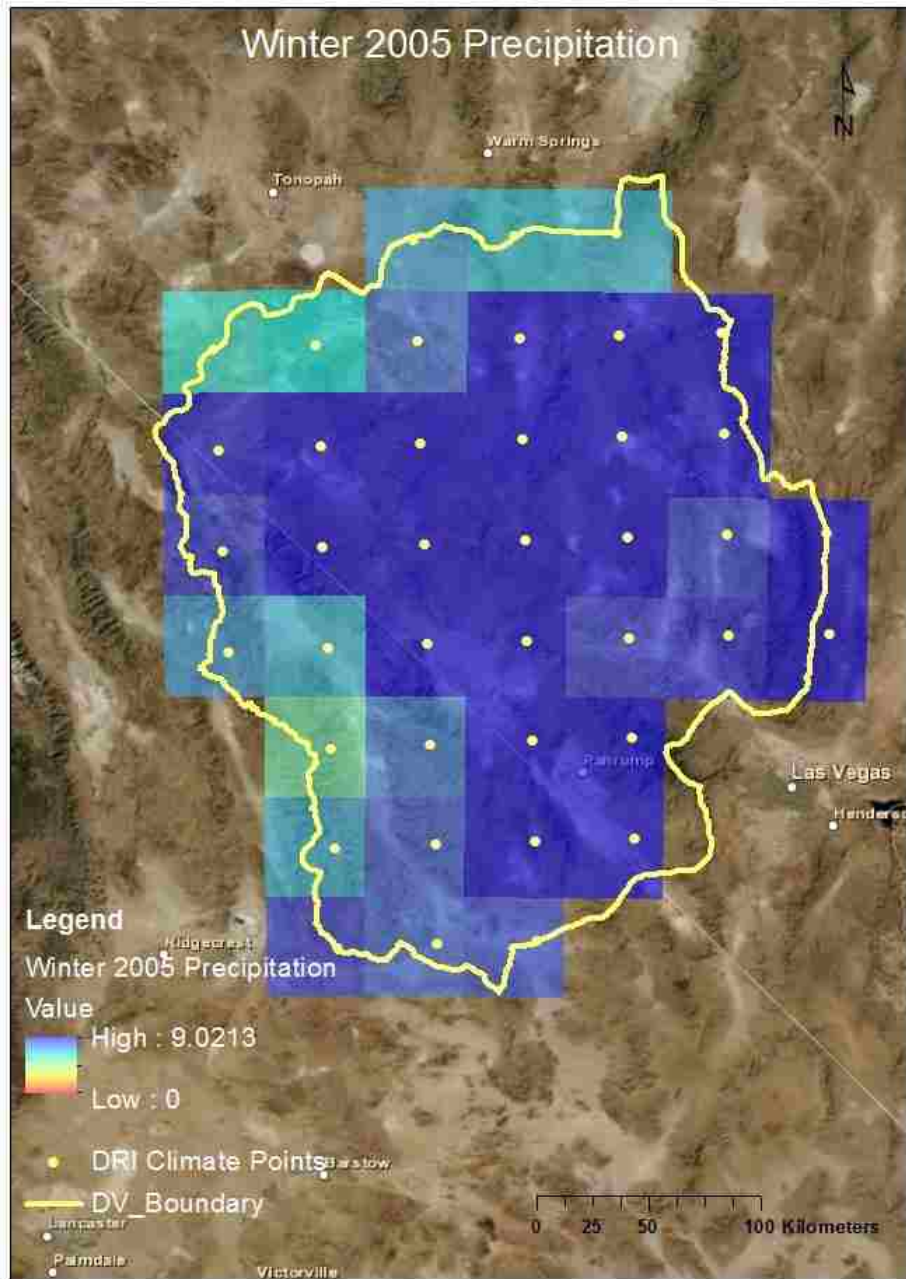 Winter 2005 Precipitation
N
Warm Springs
Tonopah
Pahrump
Las Vegas
Henderso
Legend
Ridgecrest
Winter 2005 Precipitation
Value
High : 9.0213
Low : 0
DRI Climate Points
Barstow
DV_Boundary
0 25 50 100 Kilometers
Lancaster
Palmdale
Victorville